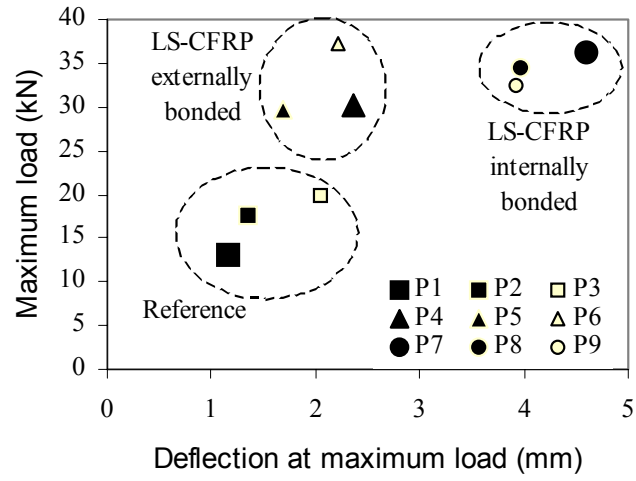 40
35
30
25
20
15
10
5
0
Maximum load (kN)
LS-CFRP
externally
bonded
LS-CFRP
internally
bonded
Reference
P1 P2 P3
P4 P5 P6
P7 P8 P9
0 1 2 3 4 5
Deflection at maximum load (mm)